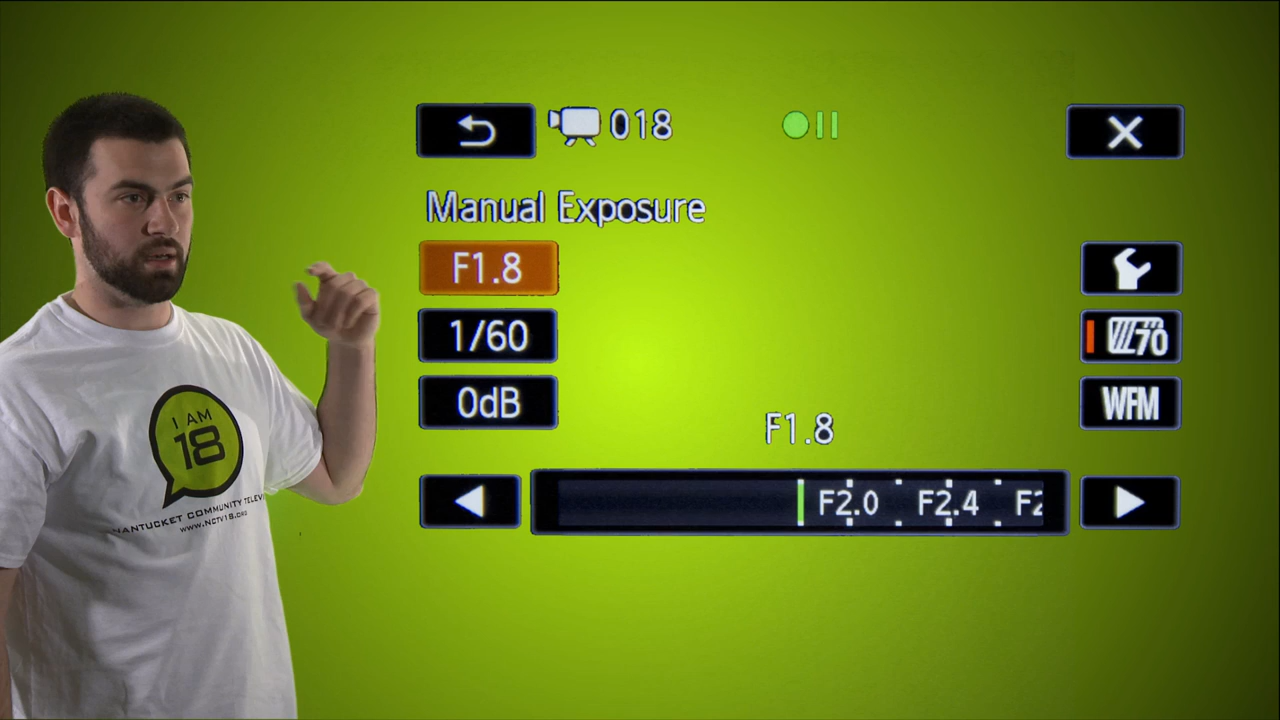 018
Manual Exposure
F1.8
1/60
70
0dB
WFM
F1.8
F2.0 F2.4 F2
I AM
18
NANTUCKET COMMUNITY TELEVI
WWW.NCTV18.ORG